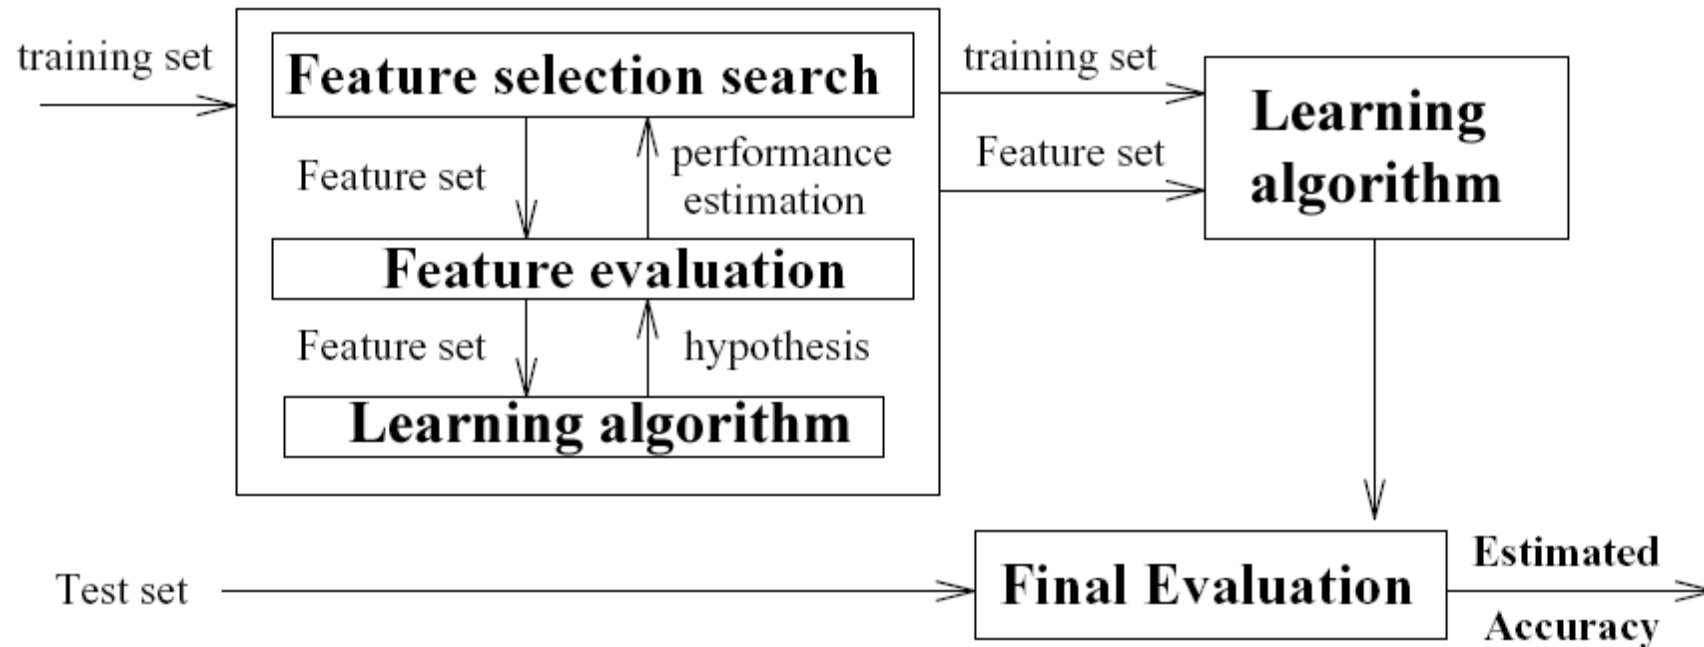 training set
Feature selection search
Feature set
performance
estimation
Feature evaluation
Feature set
hypothesis
Learning algorithm
training set
Feature set
Learning
algorithm
Test set
Final Evaluation
Estimated
Accuracy